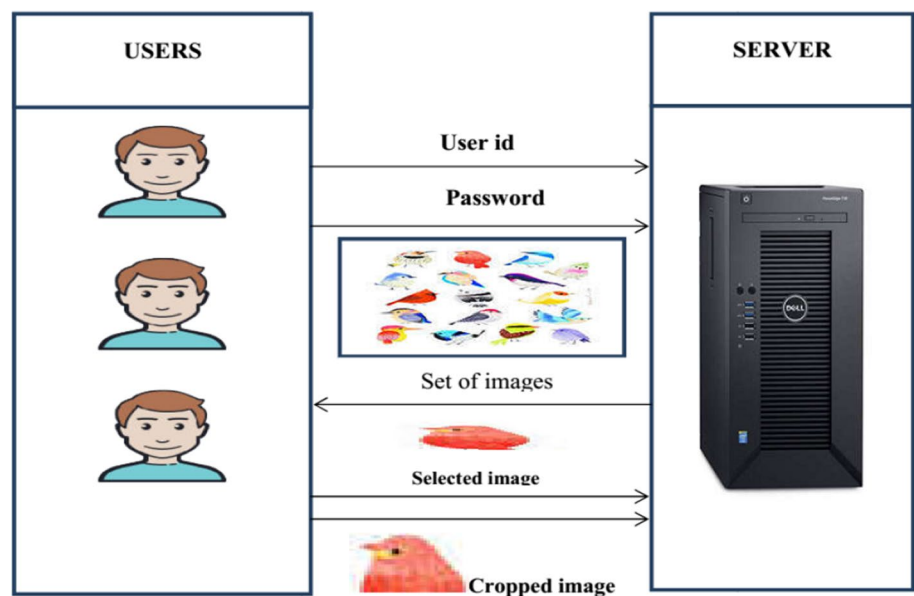 USERS
SERVER
User id
Password
Set of images
Selected image
Cropped image
DELL